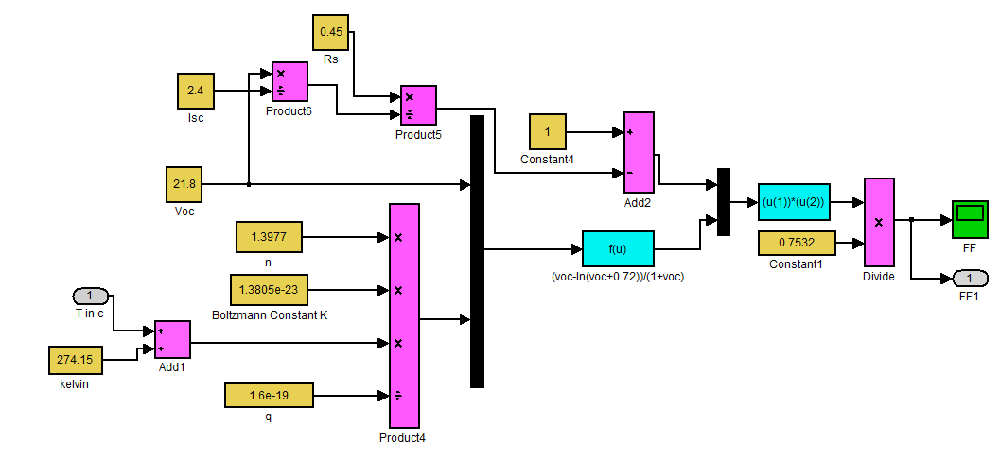 0.45
Rs
2.4
Isc
×
÷
Product6
×
÷
Product5
21.8
Voc
1
Constant4
+
−
Add2
1.3977
n
1.3805e-23
Boltzmann Constant K
1
T in c
274.15
kelvin
+
+
Add1
1.6e-19
q
×
×
×
÷
Product4
f(u)
(voc-ln(voc+0.72))/(1+voc)
(u(1))*(u(2))
0.7532
Constant1
×
Divide
FF
1
FF1